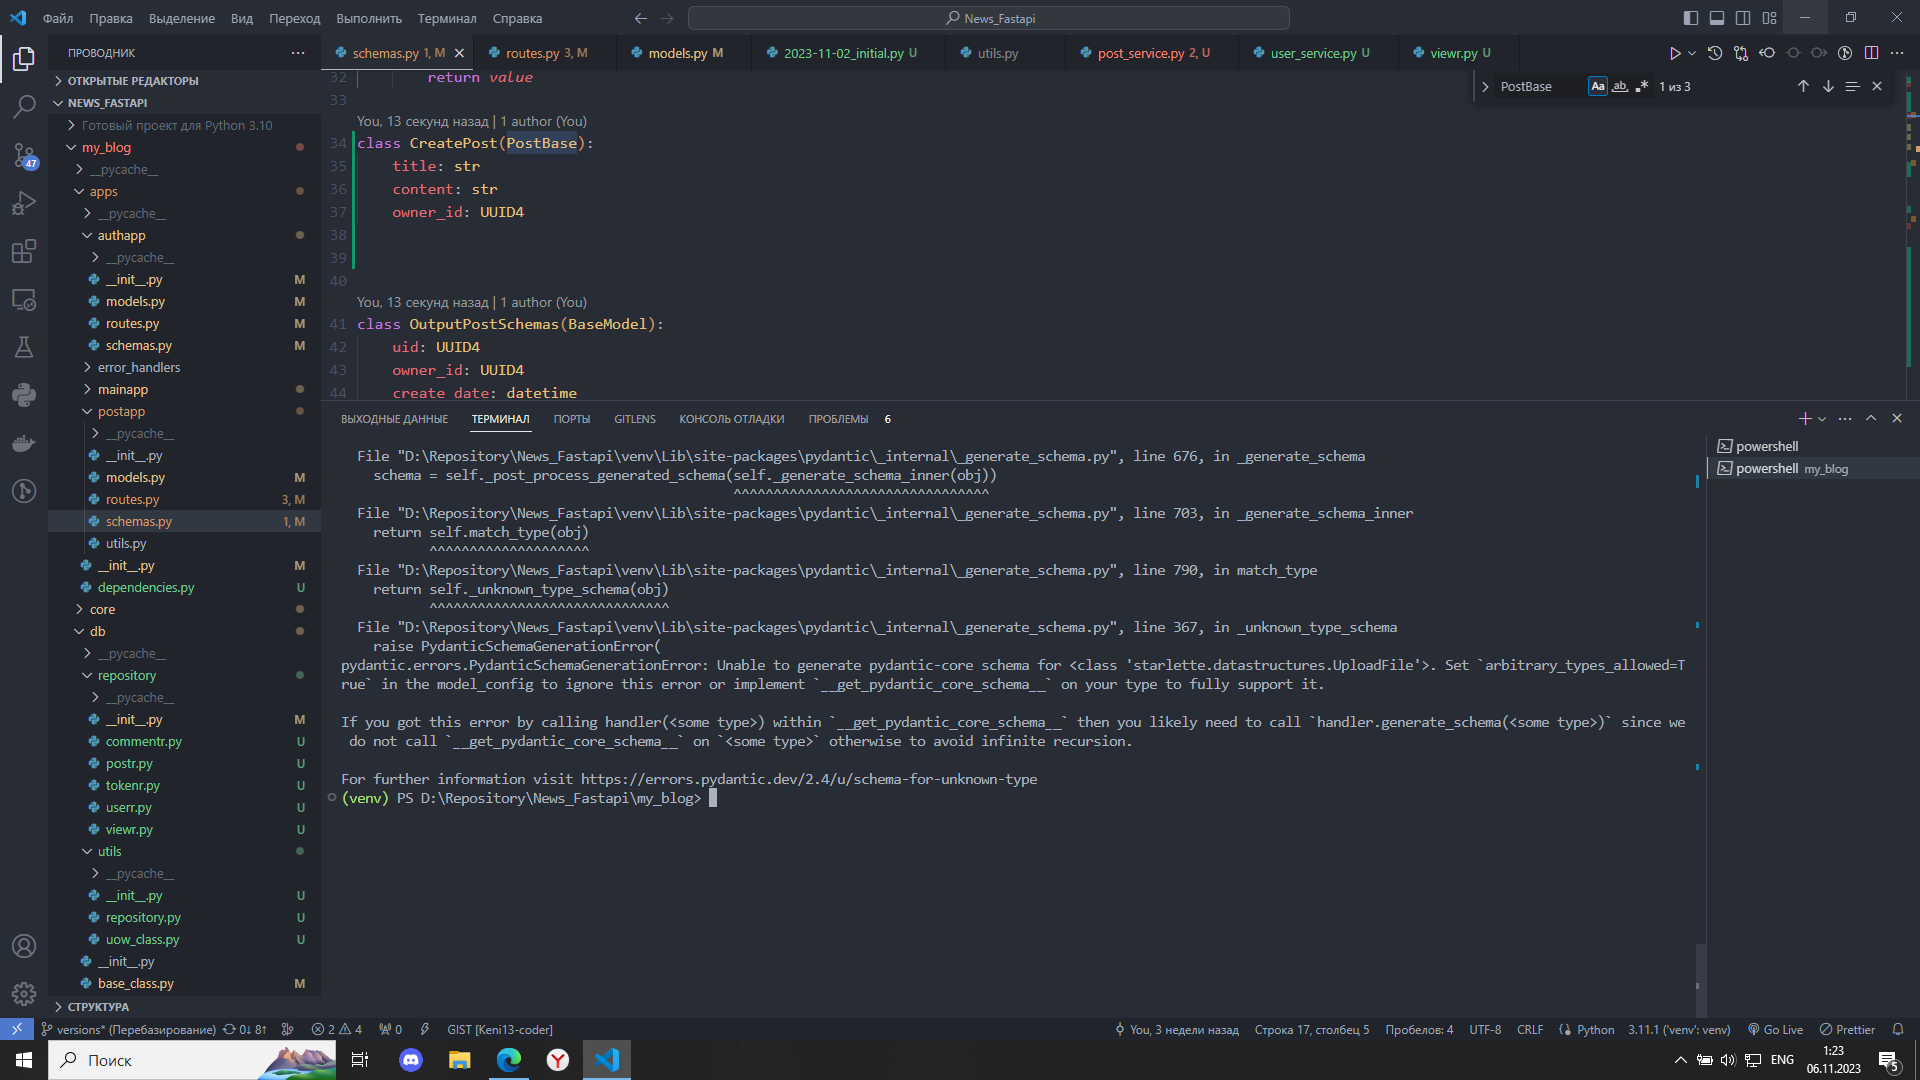 Файл Правка Выделение Вид Переход Выполнить Терминал Справка
News_Fastapi
ПРОВОДНИК
schemas.py 1, M
routes.py 3, M
models.py M
2023-11-02_initial.py U
utils.py
post_service.py 2, U
user_service.py U
viewr.py U
ОТКРЫТЫЕ РЕДАКТОРЫ
NEWS_FASTAPI
Готовый проект для Python 3.10
my_blog
__pycache__
apps
__pycache__
authapp
__pycache__
__init__.py M
models.py M
routes.py M
schemas.py M
error_handlers
mainapp
postapp
__pycache__
__init__.py
models.py M
routes.py 3, M
schemas.py 1, M
utils.py
__init__.py M
dependencies.py U
core
db
__pycache__
repository
__pycache__
__init__.py M
commentr.py U
postr.py U
tokenr.py U
userr.py U
viewr.py U
utils
__pycache__
__init__.py U
repository.py U
uow_class.py U
__init__.py
base_class.py M
СТРУКТУРА
47
PostBase
Aa ab 1 из 3
32 return value
33
You, 13 секунд назад | 1 author (You)
34 class CreatePost(PostBase):
35 title: str
36 content: str
37 owner_id: UUID4
38
39
40
You, 13 секунд назад | 1 author (You)
41 class OutputPostSchemas(BaseModel):
42 uid: UUID4
43 owner_id: UUID4
44 create_date: datetime
ВЫХОДНЫЕ ДАННЫЕ ТЕРМИНАЛ ПОРТЫ GITLENS КОНСОЛЬ ОТЛАДКИ ПРОБЛЕМЫ 6
powershell
powershell my_blog
File "D:\Repository\News_Fastapi\venv\Lib\site-packages\pydantic\_internal\_generate_schema.py", line 676, in _generate_schema
schema = self._post_process_generated_schema(self._generate_schema_inner(obj))
^^^^^^^^^^^^^^^^^^^^^^^^^^^^^^^^
File "D:\Repository\News_Fastapi\venv\Lib\site-packages\pydantic\_internal\_generate_schema.py", line 703, in _generate_schema_inner
return self.match_type(obj)
^^^^^^^^^^^^^^^^^^^^
File "D:\Repository\News_Fastapi\venv\Lib\site-packages\pydantic\_internal\_generate_schema.py", line 790, in match_type
return self._unknown_type_schema(obj)
^^^^^^^^^^^^^^^^^^^^^^^^^^^^^^
File "D:\Repository\News_Fastapi\venv\Lib\site-packages\pydantic\_internal\_generate_schema.py", line 367, in _unknown_type_schema
raise PydanticSchemaGenerationError(
pydantic.errors.PydanticSchemaGenerationError: Unable to generate pydantic-core schema for <class 'starlette.datastructures.UploadFile'>. Set `arbitrary_types_allowed=T
rue` in the model_config to ignore this error or implement `__get_pydantic_core_schema__` on your type to fully support it.
If you got this error by calling handler(<some type>) within `__get_pydantic_core_schema__` then you likely need to call `handler.generate_schema(<some type>)` since we
do not call `__get_pydantic_core_schema__` on `<some type>` otherwise to avoid infinite recursion.
For further information visit https://errors.pydantic.dev/2.4/u/schema-for-unknown-type
(venv) PS D:\Repository\News_Fastapi\my_blog>
versions* (Перебазирование) 0↓ 8↑ 2 4 0 GIST [Keni13-coder]
You, 3 недели назад Строка 17, столбец 5 Пробелов: 4 UTF-8 CRLF Python 3.11.1 ('venv': venv) Go Live Prettier
Поиск
ENG
1:23
06.11.2023
5